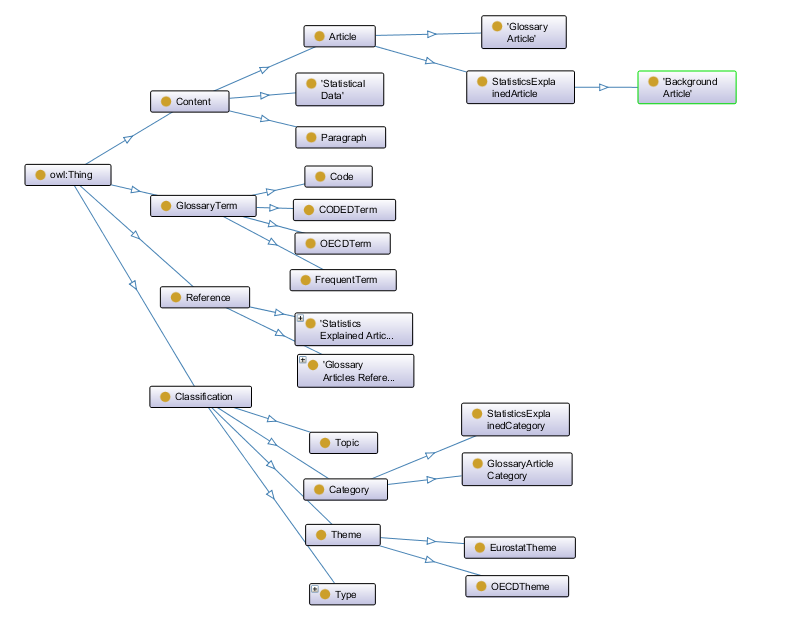 Article
'Glossary
Article'
StatisticsExpla
inedArticle
'Background
Article'
Content
'Statistical
Data'
Paragraph
owl:Thing
GlossaryTerm
Code
CODEDTerm
OECDTerm
FrequentTerm
Reference
'Statistics
Explained Artic...
'Glossary
Articles Refere...
Classification
Topic
Category
StatisticsExpla
inedCategory
GlossaryArticle
Category
Theme
EurostatTheme
OECDTheme
Type